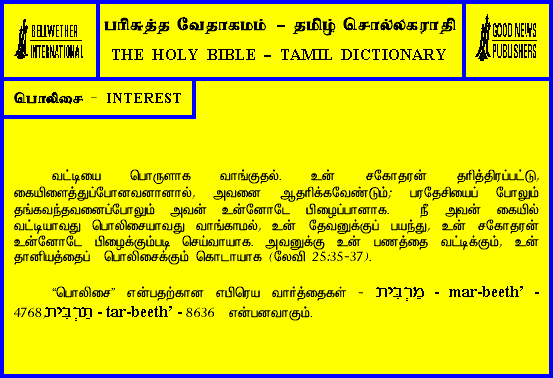 BELLWETHER
INTERNATIONAL
பரிசுத்த வேதாகமம் – தமிழ் சொல்லகராதி
THE HOLY BIBLE – TAMIL DICTIONARY
GOOD NEWS
PUBLISHERS
பொலிசை – INTEREST
வட்டியை பொருளாக வாங்குதல். உன் சகோதரன் தரித்திரப்பட்டு,
கையிளைத்துப்போனவனானால், அவனை ஆதரிக்கவேண்டும்; பரதேசியைப் போலும்
தங்கவந்தவனைப்போலும் அவன் உன்னோடே பிழைப்பானாக. நீ அவன் கையில்
வட்டியாவது பொலிசையாவது வாங்காமல், உன் தேவனுக்குப் பயந்து, உன் சகோதரன்
உன்னோடே பிழைக்கும்படி செய்வாயாக. அவனுக்கு உன் பணத்தை வட்டிக்கும், உன்
தானியத்தைப் பொலிசைக்கும் கொடாயாக (லேவி 25:35-37).
“பொலிசை” என்பதற்கான எபிரெய வார்த்தைகள் - מַרְבִּית - mar-beeth’ -
4768,תַּרְבִּית - tar-beeth’ - 8636 என்பனவாகும்.